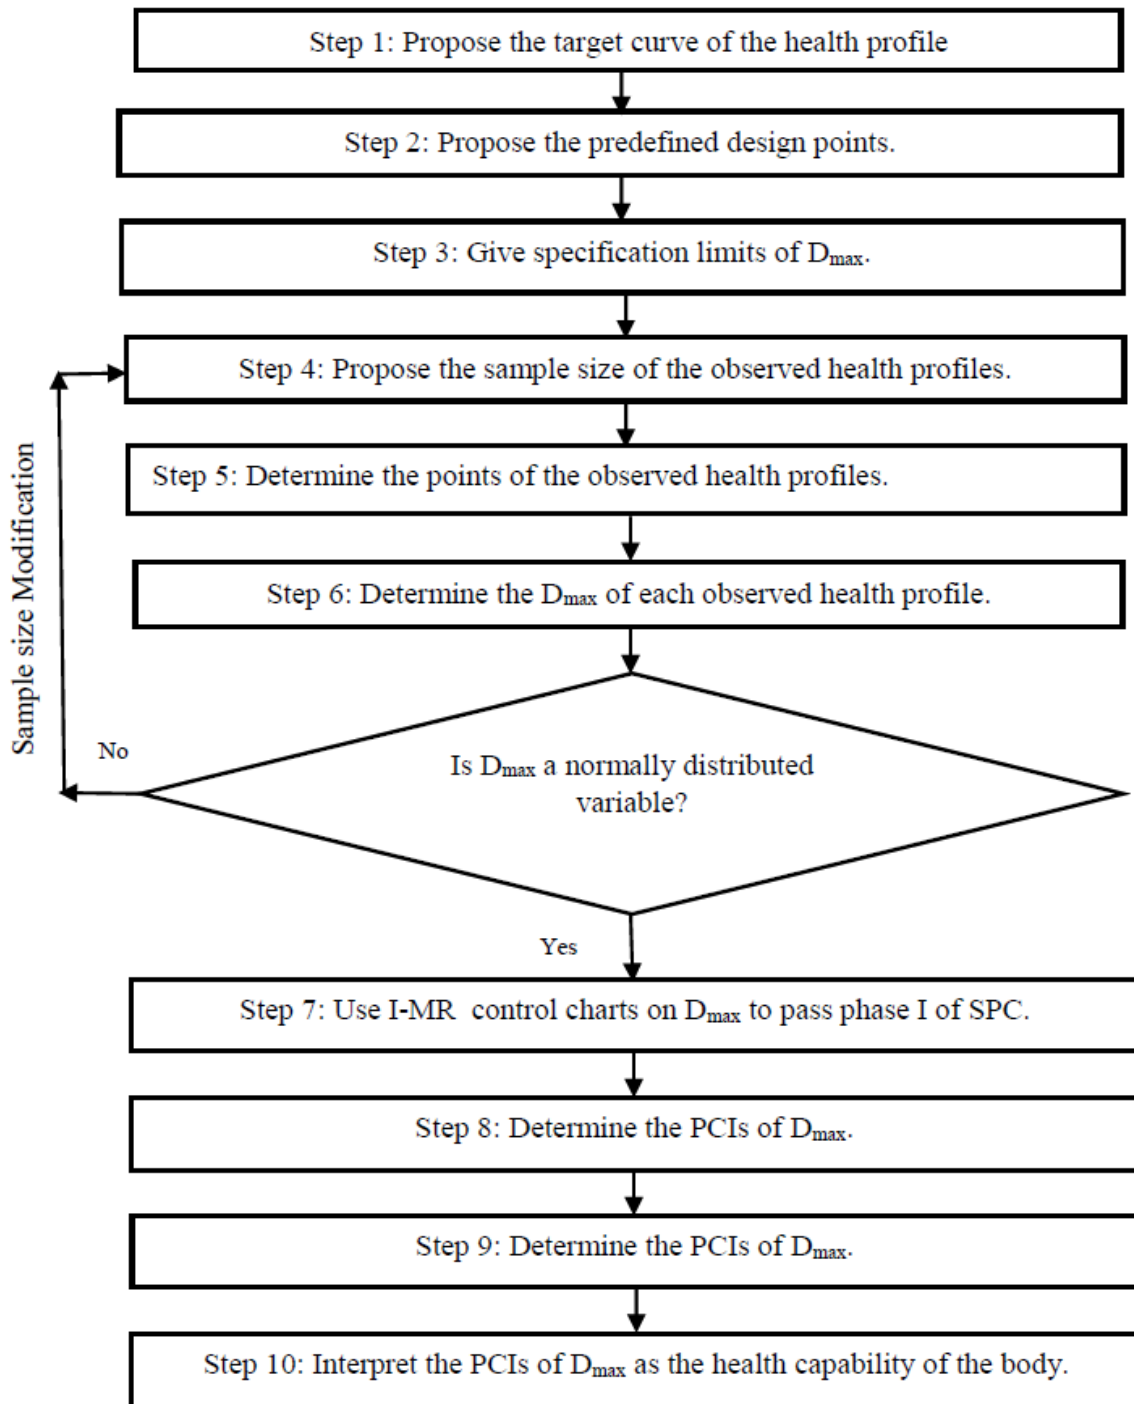 Step 1: Propose the target curve of the health profile
Step 2: Propose the predefined design points.
Step 3: Give specification limits of Dmax.
Step 4: Propose the sample size of the observed health profiles.
Step 5: Determine the points of the observed health profiles.
Step 6: Determine the Dmax of each observed health profile.
Sample size Modification
No
Is Dmax a normally distributed
variable?
Yes
Step 7: Use I-MR control charts on Dmax to pass phase I of SPC.
Step 8: Determine the PCIs of Dmax.
Step 9: Determine the PCIs of Dmax.
Step 10: Interpret the PCIs of Dmax as the health capability of the body.